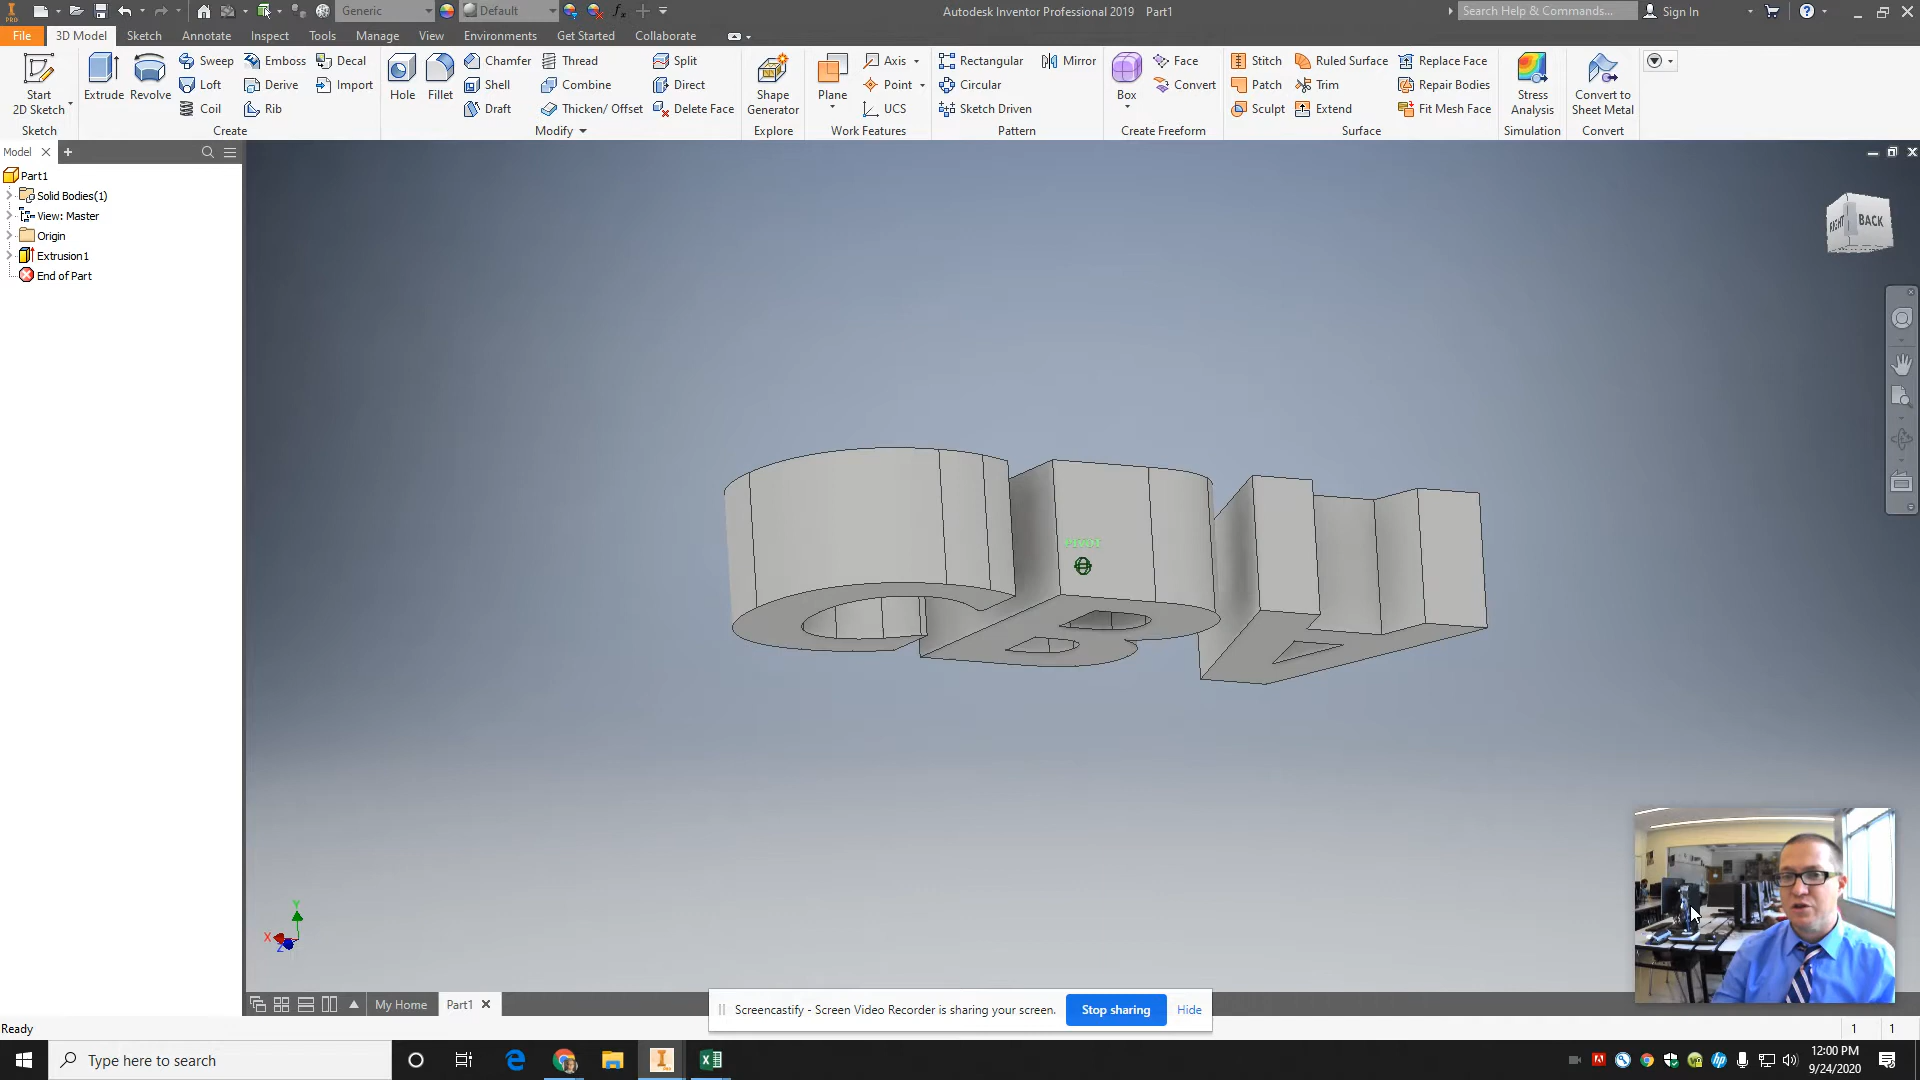 PRO
Generic
Default
Autodesk Inventor Professional 2019 Part1
Search Help & Commands...
Sign In
File
3D Model
Sketch
Annotate
Inspect
Tools
Manage
View
Environments
Get Started
Collaborate
Start
2D Sketch
Extrude
Revolve
Sweep
Emboss
Decal
Loft
Derive
Import
Coil
Rib
Hole
Fillet
Chamfer
Thread
Split
Shell
Combine
Direct
Draft
Thicken/ Offset
Delete Face
Shape
Generator
Plane
Axis
Point
UCS
Rectangular
Mirror
Circular
Sketch Driven
Box
Face
Convert
Stitch
Ruled Surface
Replace Face
Patch
Trim
Repair Bodies
Sculpt
Extend
Fit Mesh Face
Stress
Analysis
Convert to
Sheet Metal
Sketch
Create
Modify
Explore
Work Features
Pattern
Create Freeform
Surface
Simulation
Convert
Model
Part1
Solid Bodies(1)
View: Master
Origin
Extrusion1
End of Part
RIGHT
BACK
PIVOT
Y
X
Z
My Home
Part1
Screencastify - Screen Video Recorder is sharing your screen.
Stop sharing
Hide
Ready
1
1
Type here to search
12:00 PM
9/24/2020